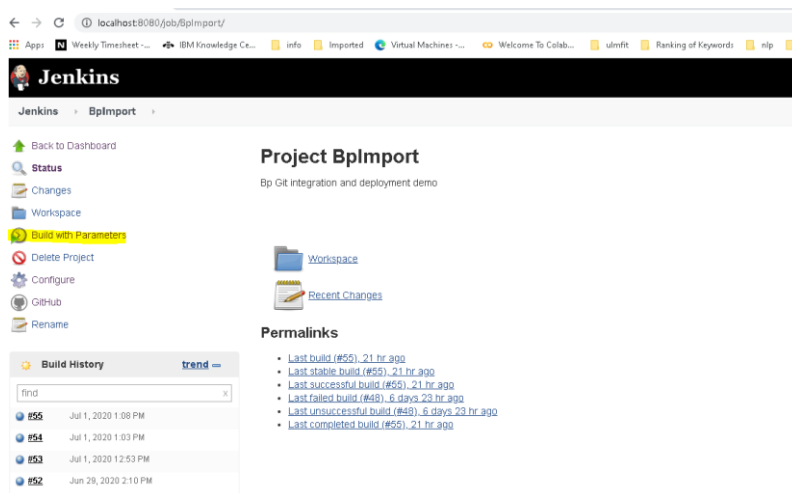 localhost:8080/job/BpImport/
Apps Weekly Timesheet -... IBM Knowledge Ce... info Imported Virtual Machines -... Welcome To Colab... ulmfit Ranking of Keywords nlp
Jenkins
Jenkins BpImport
Back to Dashboard
Status
Changes
Workspace
Build with Parameters
Delete Project
Configure
GitHub
Rename
Build History trend
find x
#55 Jul 1, 2020 1:08 PM
#54 Jul 1, 2020 1:03 PM
#53 Jul 1, 2020 12:53 PM
#52 Jun 29, 2020 2:10 PM
Project BpImport
Bp Git integration and deployment demo
Workspace
Recent Changes
Permalinks
Last build (#55), 21 hr ago
Last stable build (#55), 21 hr ago
Last successful build (#55), 21 hr ago
Last failed build (#48), 6 days 23 hr ago
Last unsuccessful build (#48), 6 days 23 hr ago
Last completed build (#55), 21 hr ago